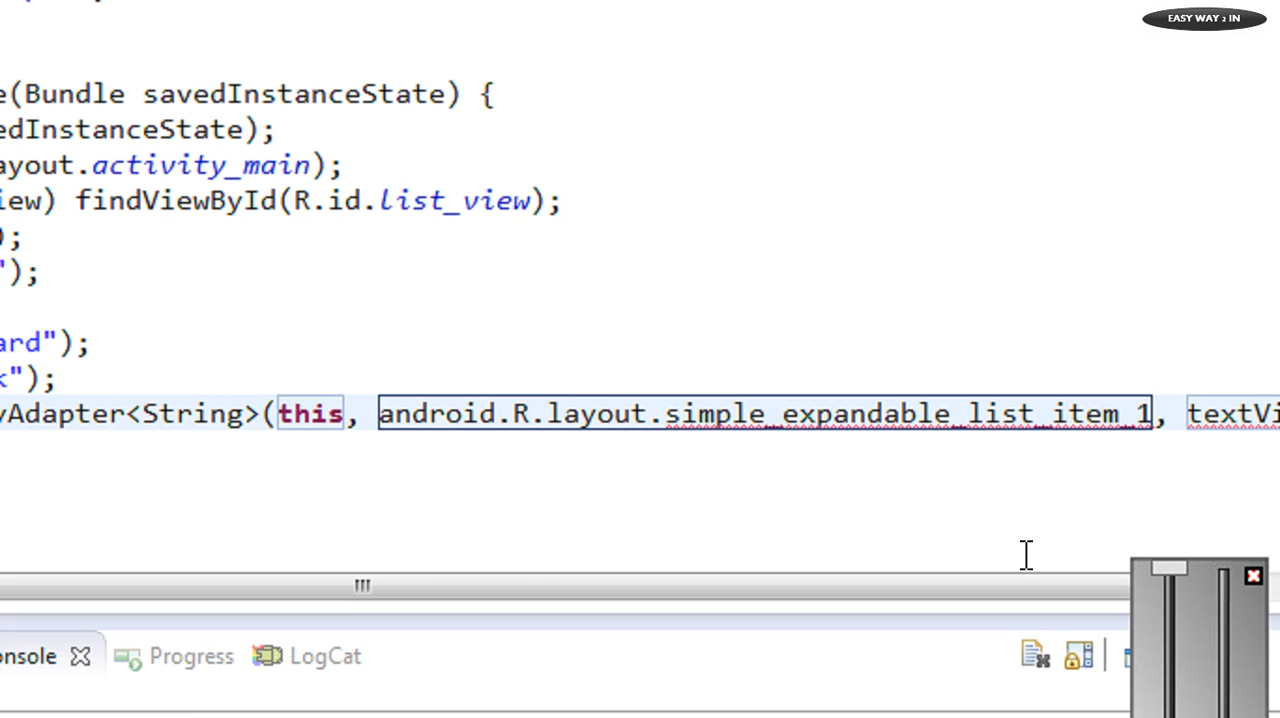 EASY WAY 2 IN
e(Bundle savedInstanceState) {
edInstanceState);
ayout.activity_main);
iew) findViewById(R.id.list_view);
);
");
ard");
k");
yAdapter<String>(this, android.R.layout.simple_expandable_list_item_1, textVi
onsole Progress LogCat